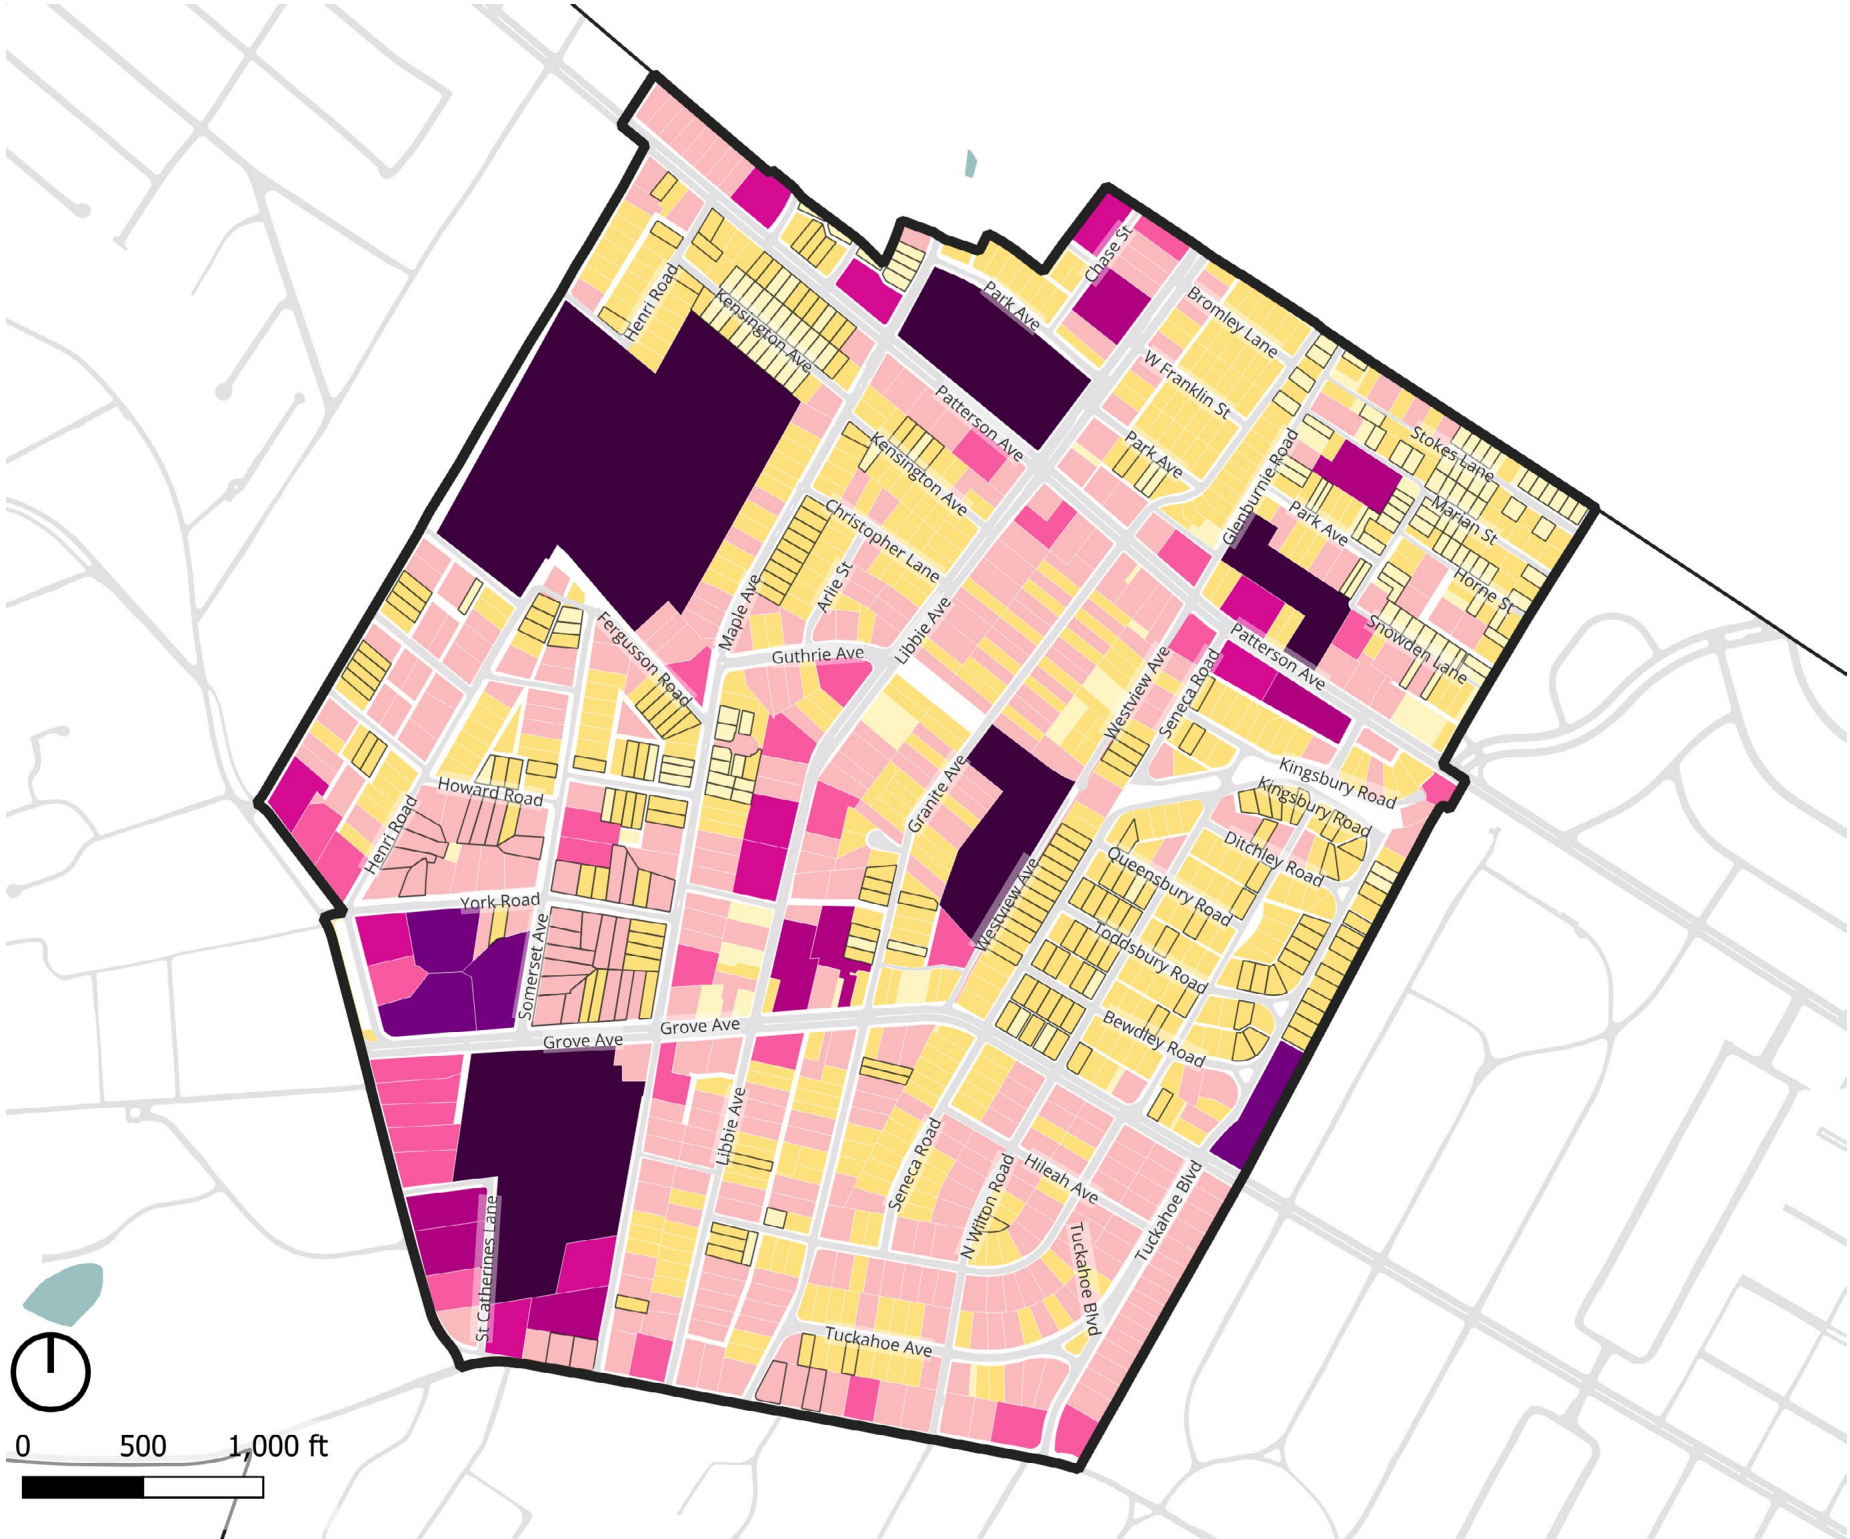 Chase St
Park Ave
Bromley Lane
Henri Road
Kensington Ave
W Franklin St
Patterson Ave
Park Ave
Stokes Lane
Kensington Ave
Glenburnie Road
Marian St
Park Ave
Christopher Lane
Horne St
Arlie St
Maple Ave
Libbie Ave
Snowden Lane
Fergusson Road
Guthrie Ave
Patterson Ave
Westview Ave
Seneca Road
Kingsbury Road
Kingsbury Road
Howard Road
Granite Ave
Henri Road
Ditchley Road
Queensbury Road
York Road
Westview Ave
Somerset Ave
Toddsbury Road
Grove Ave
Grove Ave
Bewdley Road
Libbie Ave
Seneca Road
Hileah Ave
N Wilton Road
Tuckahoe Blvd
St Catherines Lane
Tuckahoe Blvd
Tuckahoe Ave
0 500 1,000 ft